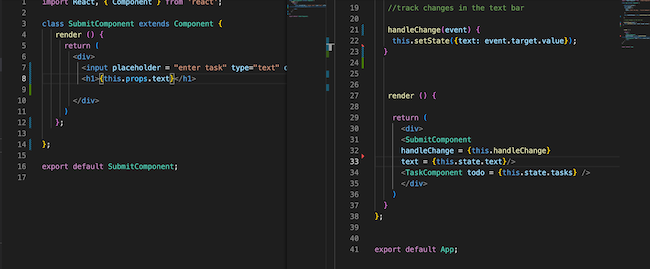 import React, { Component } from 'react';
2
3 class SubmitComponent extends Component {
4 render () {
5 return (
6 <div>
7 <input placeholder = "enter task" type="text"
8 <h1>{this.props.text}</h1>
9
10 </div>
11 )
12 };
13
14 };
15
16 export default SubmitComponent;
17
19 //track changes in the text bar
20
21 handleChange(event) {
22 this.setState({text: event.target.value});
23 }
24
25
26
27 render () {
28
29 return (
30 <div>
31 <SubmitComponent
32 handleChange = {this.handleChange}
33 text = {this.state.text}/>
34 <TaskComponent todo = {this.state.tasks} />
35 </div>
36 )
37 }
38 };
39
40
41 export default App;